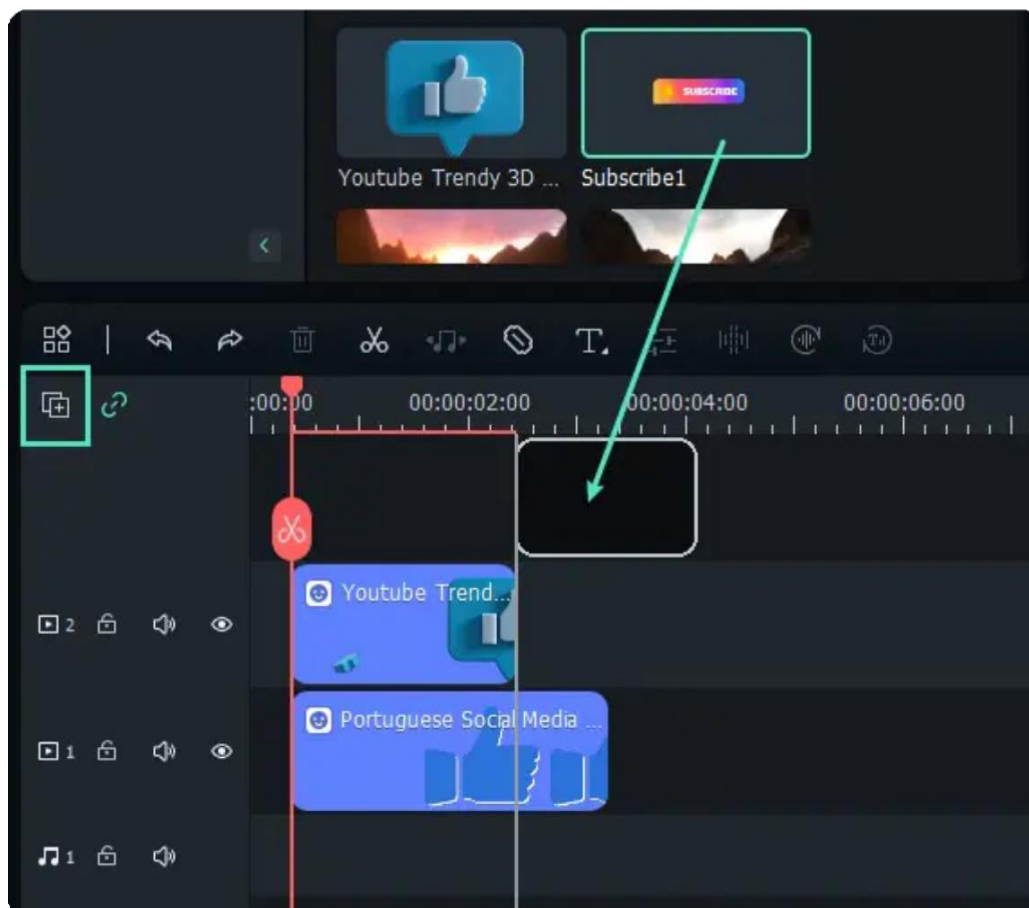 SUBSCRIBE
Youtube Trendy 3D ... Subscribe1
:00:00 00:00:02:00 00:00:04:00 00:00:06:00
Youtube Trend...
2
Portuguese Social Media ...
1
1